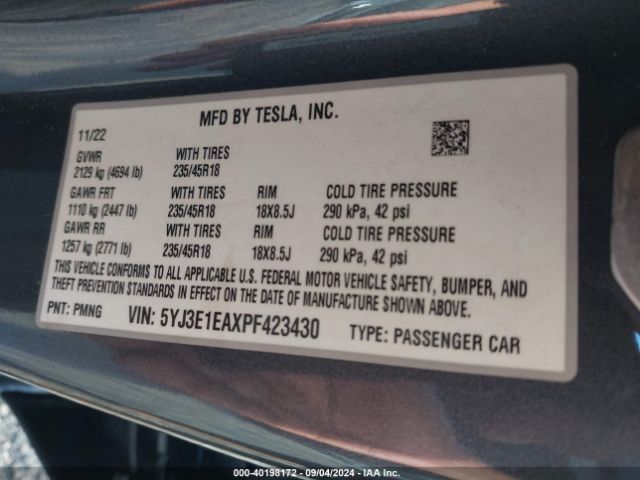 MFD BY TESLA, INC.
11/22
GVWR WITH TIRES
2129 kg (4694 lb) 235/45R18
GAWR FRT WITH TIRES RIM COLD TIRE PRESSURE
1110 kg (2447 lb) 235/45R18 18X8.5J 290 kPa, 42 psi
GAWR RR WITH TIRES RIM COLD TIRE PRESSURE
1257 kg (2771 lb) 235/45R18 18X8.5J 290 kPa, 42 psi
THIS VEHICLE CONFORMS TO ALL APPLICABLE U.S. FEDERAL MOTOR VEHICLE SAFETY, BUMPER, AND
THEFT PREVENTION STANDARDS IN EFFECT ON THE DATE OF MANUFACTURE SHOWN ABOVE.
PNT: PMNG VIN: 5YJ3E1EAXPF423430 TYPE: PASSENGER CAR
000-40198172 - 09/04/2024 - IAA Inc.